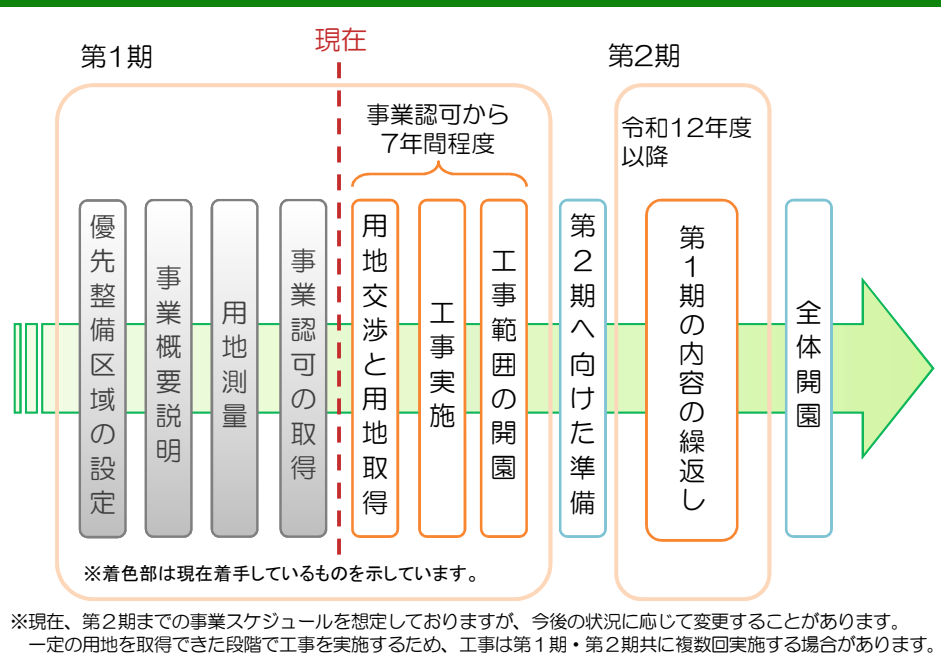 第1期
現在
第2期
事業認可から
7年間程度
令和12年度
以降
優先整備区域の設定
事業概要説明
用地測量
事業認可の取得
用地交渉と用地取得
工事実施
工事範囲の開園
第2期へ向けた準備
第1期の内容の繰返し
全体開園
※着色部は現在着手しているものを示しています。
※現在、第2期までの事業スケジュールを想定しておりますが、今後の状況に応じて変更することがあります。
一定の用地を取得できた段階で工事を実施するため、工事は第1期・第2期共に複数回実施する場合があります。